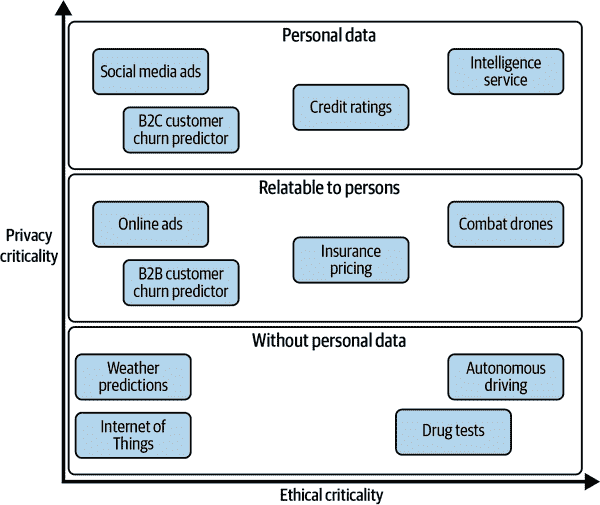 Personal data
Social media ads
Intelligence
service
B2C customer
churn predictor
Credit ratings
Relatable to persons
Online ads
Combat drones
B2B customer
churn predictor
Insurance
pricing
Privacy
criticality
Without personal data
Weather
predictions
Autonomous
driving
Internet of
Things
Drug tests
Ethical criticality